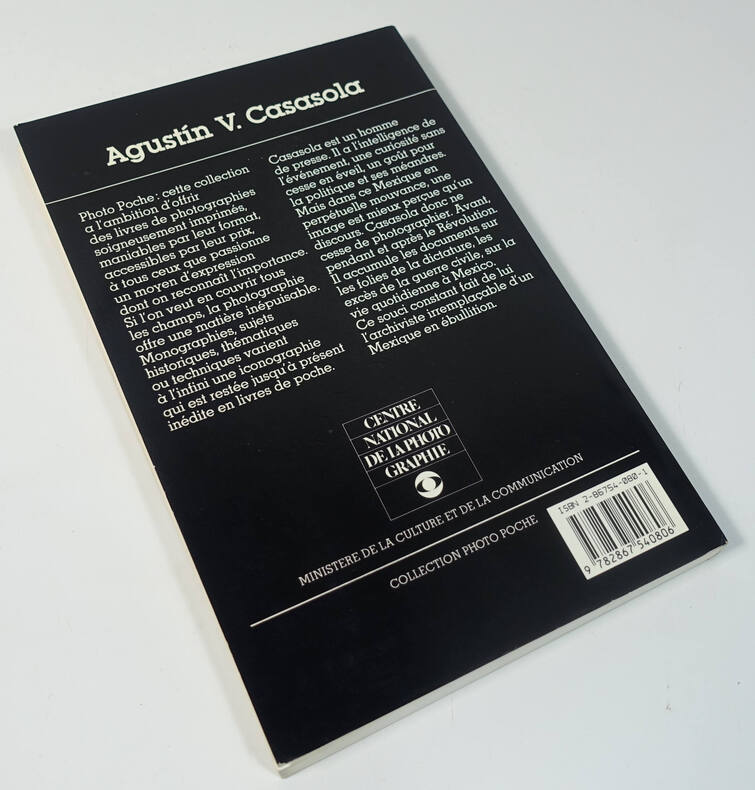 Agustín V. Casasola
Photo Poche : cette collection
a l'ambition d'offrir
des livres de photographies
soigneusement imprimés,
maniables par leur format,
accessibles par leur prix,
à tous ceux que passionne
un moyen d'expression
dont on reconnaît l'importance.
Si l'on veut en couvrir tous
les champs, la photographie
offre une matière inépuisable.
Monographies, sujets
historiques, thématiques
ou techniques varient
à l'infini une iconographie
qui est restée jusqu'à présent
inédite en livres de poche.
Casasola est un homme
de presse. Il a l'intelligence de
l'événement, une curiosité sans
cesse en éveil, un goût pour
la politique et ses méandres.
Mais dans ce Mexique en
perpétuelle mouvance, une
image est mieux perçue qu'un
discours. Casasola donc ne
cesse de photographier. Avant,
pendant et après le Révolution.
Il accumule les documents sur
les folies de la dictature, les
excès de la guerre civile, sur la
vie quotidienne à Mexico.
Ce souci constant fait de lui
l'archiviste irremplaçable d'un
Mexique en ébullition.
CENTRE
NATIONAL
DE LA PHOTO
GRAPHIE
MINISTERE DE LA CULTURE ET DE LA COMMUNICATION
COLLECTION PHOTO POCHE
ISBN 2-86754-080-1
9 782867 540806